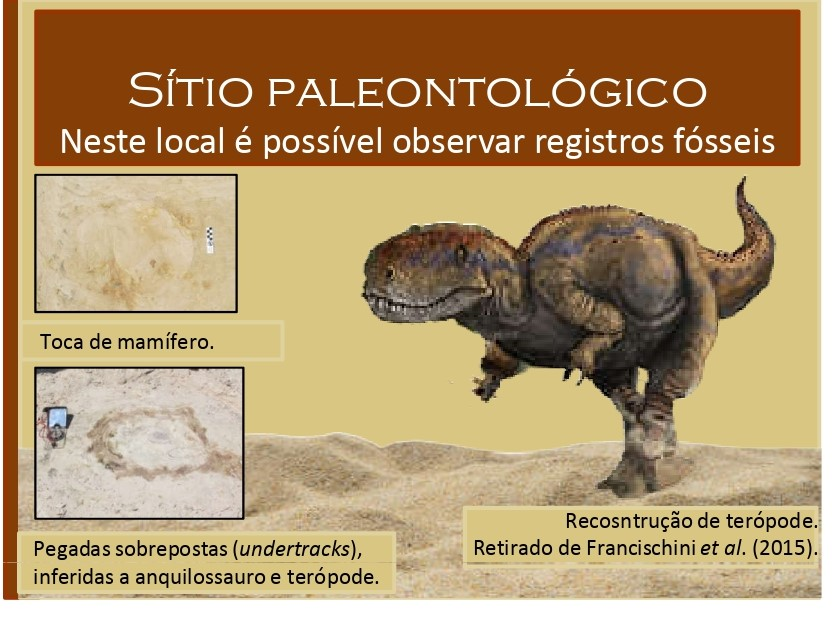 Sítio paleontológico
Neste local é possível observar registros fósseis
Toca de mamífero.
Pegadas sobrepostas (undertracks),
inferidas a anquilossauro e terópode.
Recosntrução de terópode.
Retirado de Francischini et al. (2015).